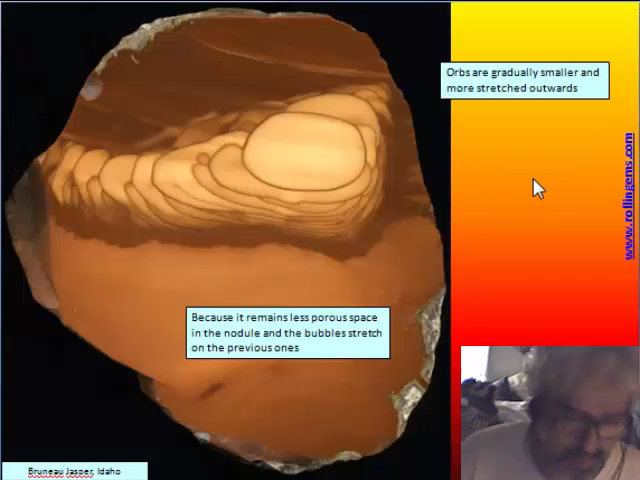 Orbs are gradually smaller and
more stretched outwards
www.rollingems.com
Because it remains less porous space
in the nodule and the bubbles stretch
on the previous ones
Bruneau Jasper, Idaho